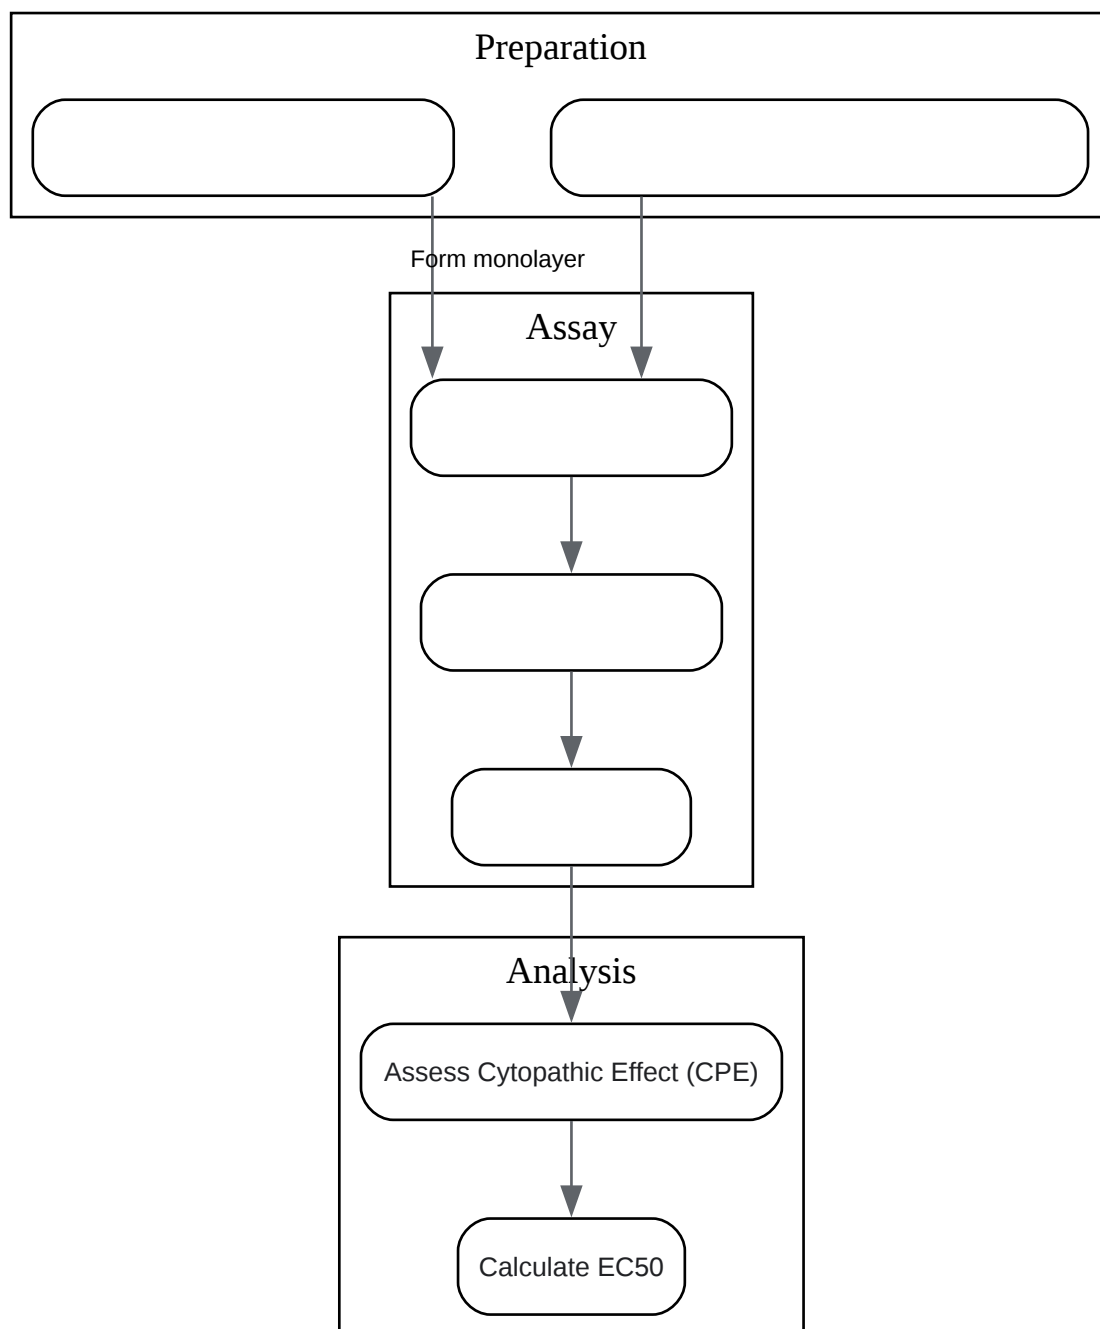 Preparation
Form monolayer
Assay
Analysis
Assess Cytopathic Effect (CPE)
Calculate EC50